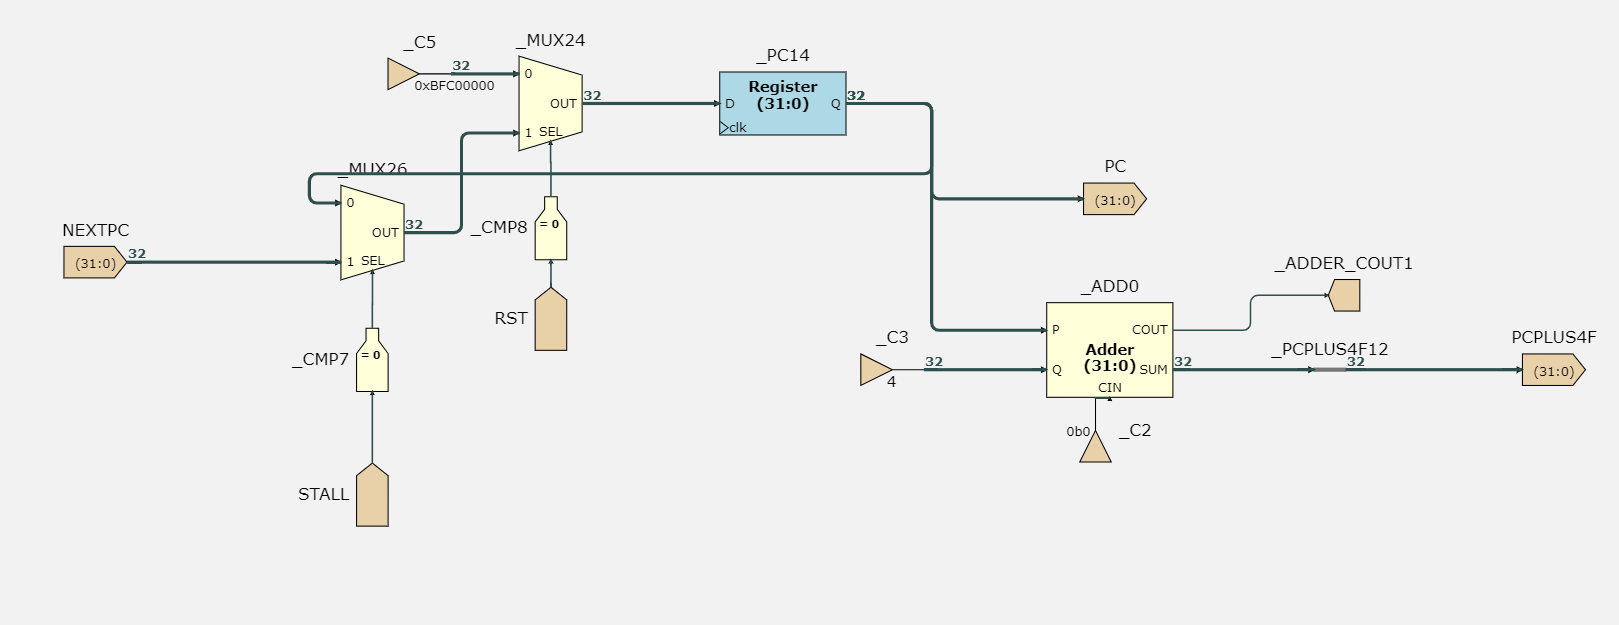 _C5
32
0xBFC00000
_MUX24
0
OUT
32
1 SEL
_PC14
Register
(31:0)
D
Q
32
clk
_MUX26
0
OUT
32
1 SEL
NEXTPC
(31:0)
32
_CMP8
= 0
RST
_CMP7
= 0
STALL
PC
(31:0)
_C3
32
4
_ADD0
P
COUT
Adder
(31:0)
Q
SUM
32
CIN
0b0
_C2
_ADDER_COUT1
_PCPLUS4F12
32
PCPLUS4F
(31:0)